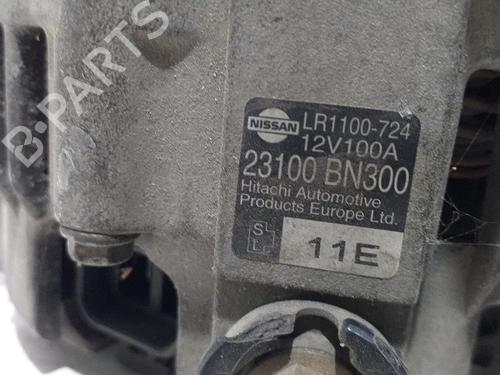 B-PARTS
NISSAN
LR1100-724
12V100A
23100 BN300
Hitachi Automotive
Products Europe Ltd.
S
L
11E